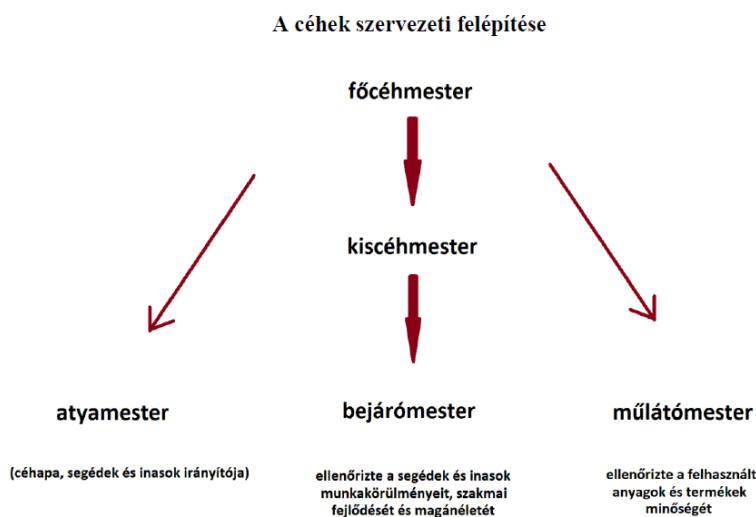 A céhek szervezeti felépítése
főcéhmester
kiscéhmester
atyamester
(céhapa, segédek és inasok irányítója)
bejárómester
ellenőrizte a segédek és inasok
munkakörülményeit, szakmai
fejlődését és magánéletét
műlátómester
ellenőrizte a felhasznált
anyagok és termékek
minőségét